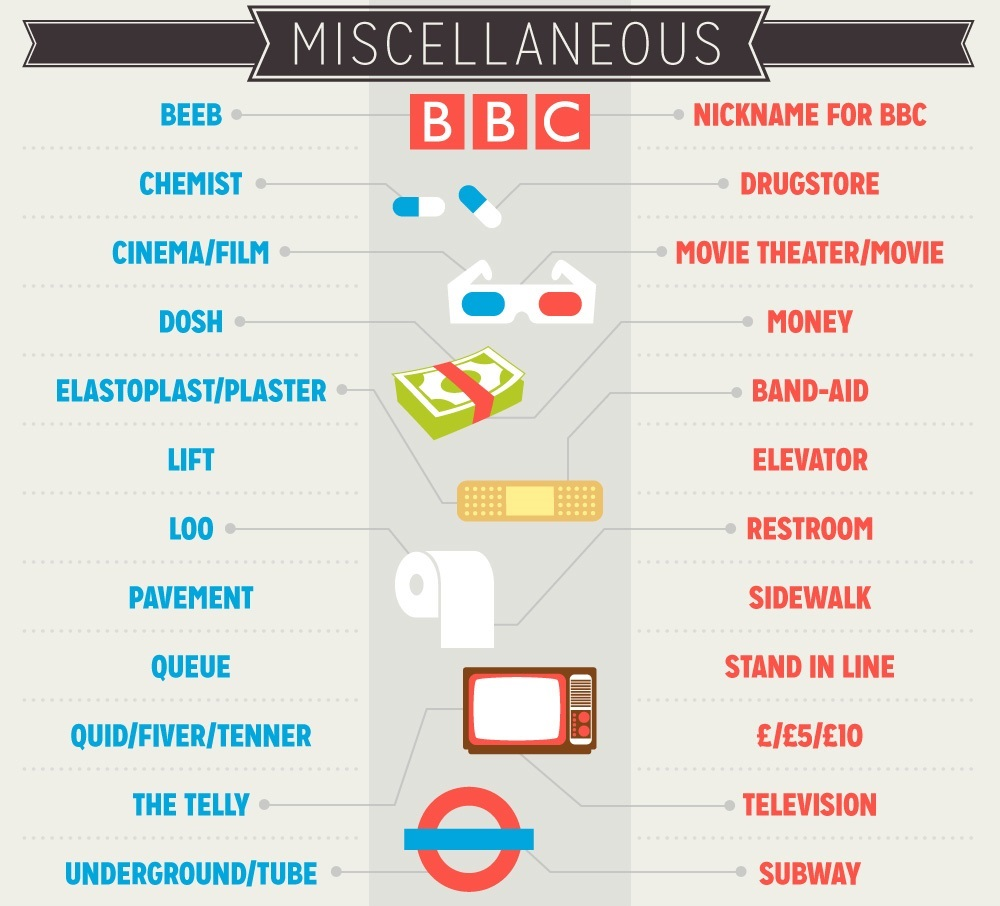 MISCELLANEOUS
BEEB
BBC
NICKNAME FOR BBC
CHEMIST
DRUGSTORE
CINEMA/FILM
MOVIE THEATER/MOVIE
DOSH
MONEY
ELASTOPLAST/PLASTER
BAND-AID
LIFT
ELEVATOR
LOO
RESTROOM
PAVEMENT
SIDEWALK
QUEUE
STAND IN LINE
QUID/FIVER/TENNER
£/£5/£10
THE TELLY
TELEVISION
UNDERGROUND/TUBE
SUBWAY